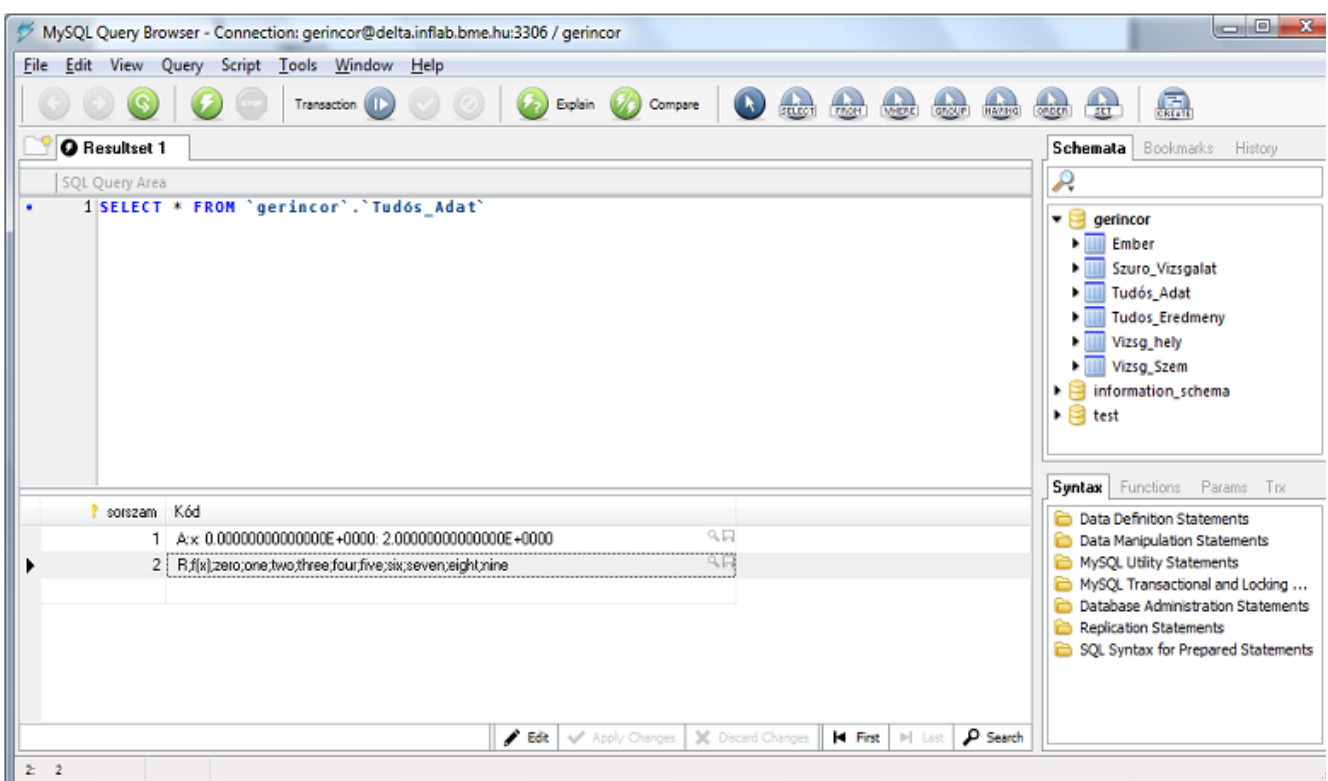 MySQL Query Browser - Connection: gerincor@delta.inflab.bme.hu:3306 / gerincor
File Edit View Query Script Tools Window Help
STOP Transaction Explain Compare SELECT FROM WHERE GROUP HAVING ORDER SET CREATE
Resultset 1
SQL Query Area
1 SELECT * FROM `gerincor`.`Tudós_Adat`
sorszam Kód
1 A:x: 0.00000000000000E+0000: 2.00000000000000E+0000
2 R;f(x);zero;one;two;three;four;five;six;seven;eight;nine
Edit Apply Changes Discard Changes First Last Search
2: 2
Schemata Bookmarks History
gerincor
Ember
Szuro_Vizsgalat
Tudós_Adat
Tudos_Eredmeny
Vizsg_hely
Vizsg_Szem
information_schema
test
Syntax Functions Params Trx
Data Definition Statements
Data Manipulation Statements
MySQL Utility Statements
MySQL Transactional and Locking ...
Database Administration Statements
Replication Statements
SQL Syntax for Prepared Statements